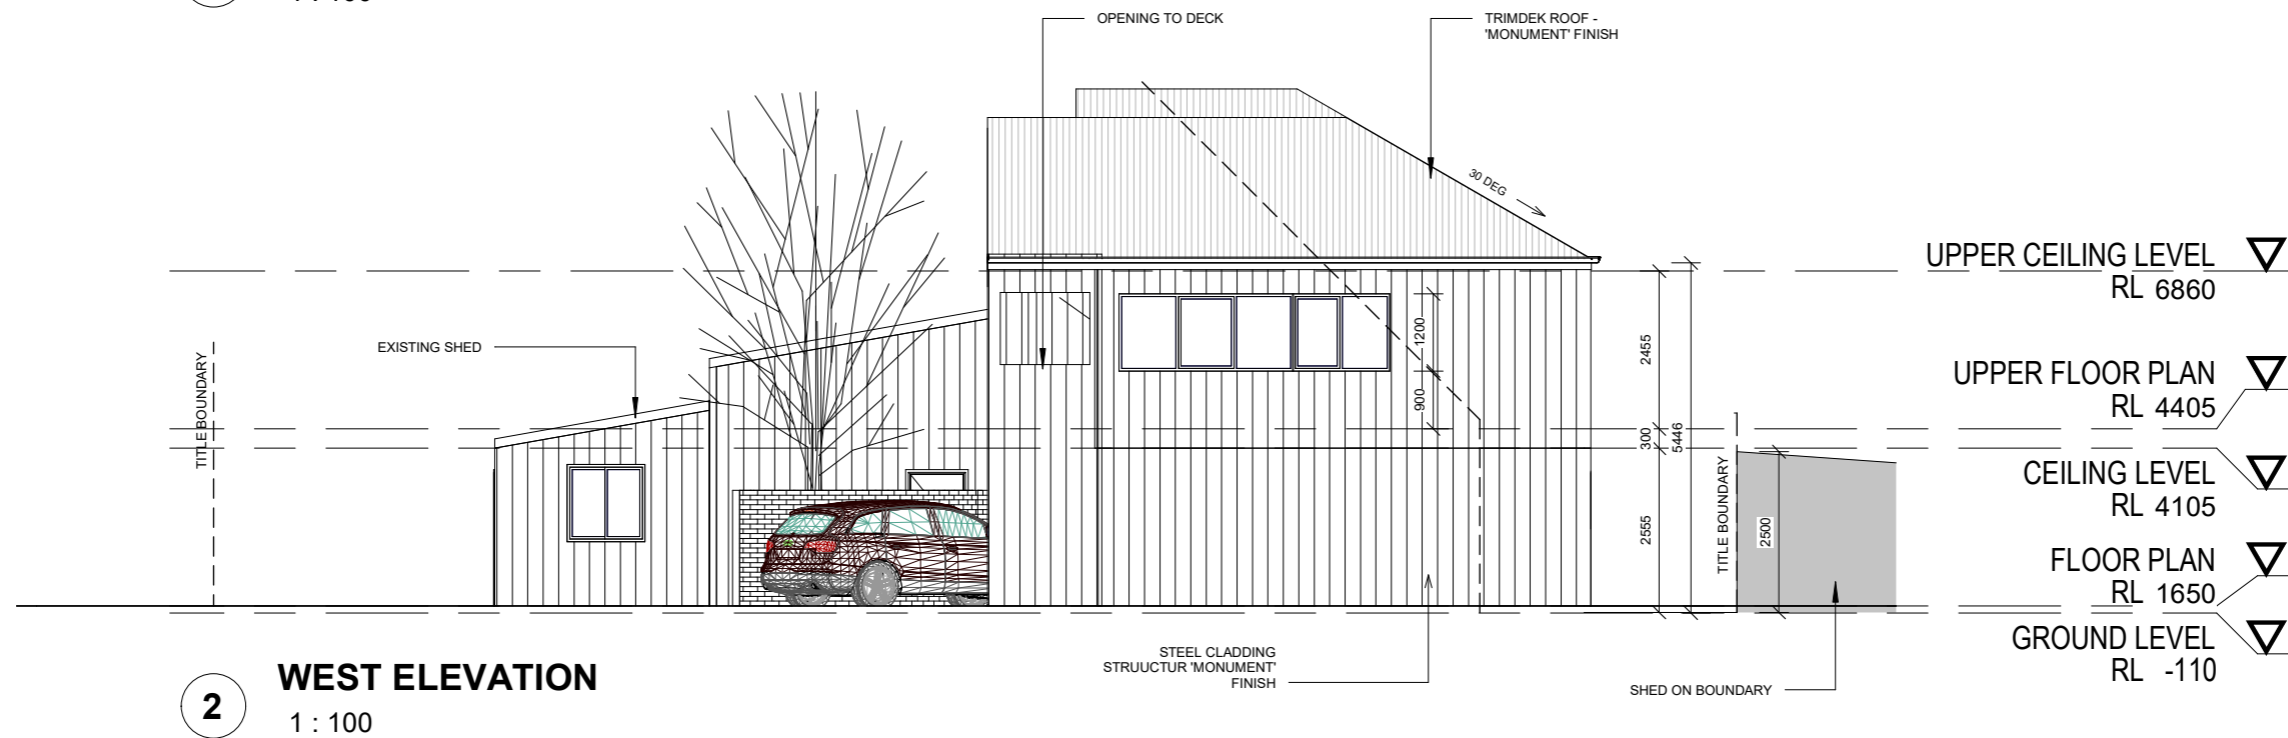 1 : 100
OPENING TO DECK
TRIMDEK ROOF -
'MONUMENT' FINISH
30 DEG
UPPER CEILING LEVEL
RL 6860
EXISTING SHED
TITLE BOUNDARY
1200
900
2455
300
5446
2555
UPPER FLOOR PLAN
RL 4405
CEILING LEVEL
RL 4105
TITLE BOUNDARY
2500
FLOOR PLAN
RL 1650
GROUND LEVEL
RL -110
STEEL CLADDING
STRUUCTUR 'MONUMENT'
FINISH
SHED ON BOUNDARY
2
WEST ELEVATION
1 : 100